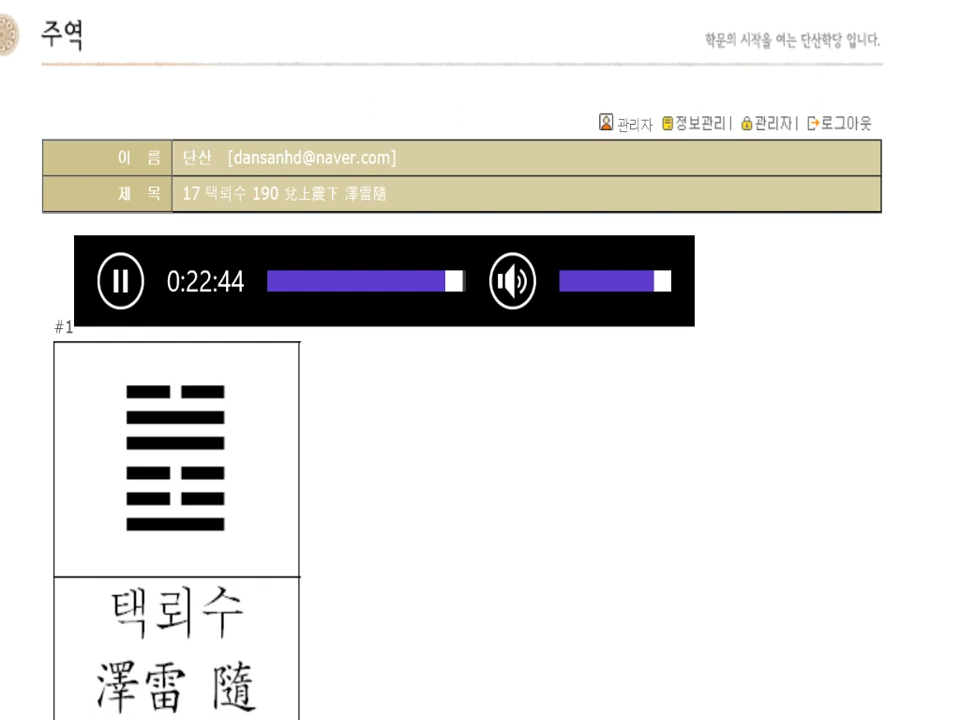 주역
학문의 시작을 여는 단산학당 입니다.
관리자 정보관리| 관리자| 로그아웃
이 름 단산 [dansanhd@naver.com]
제 목 17 택뢰수 190 兌上震下 澤雷隨
0:22:44
#1
택뢰수
澤雷 隨